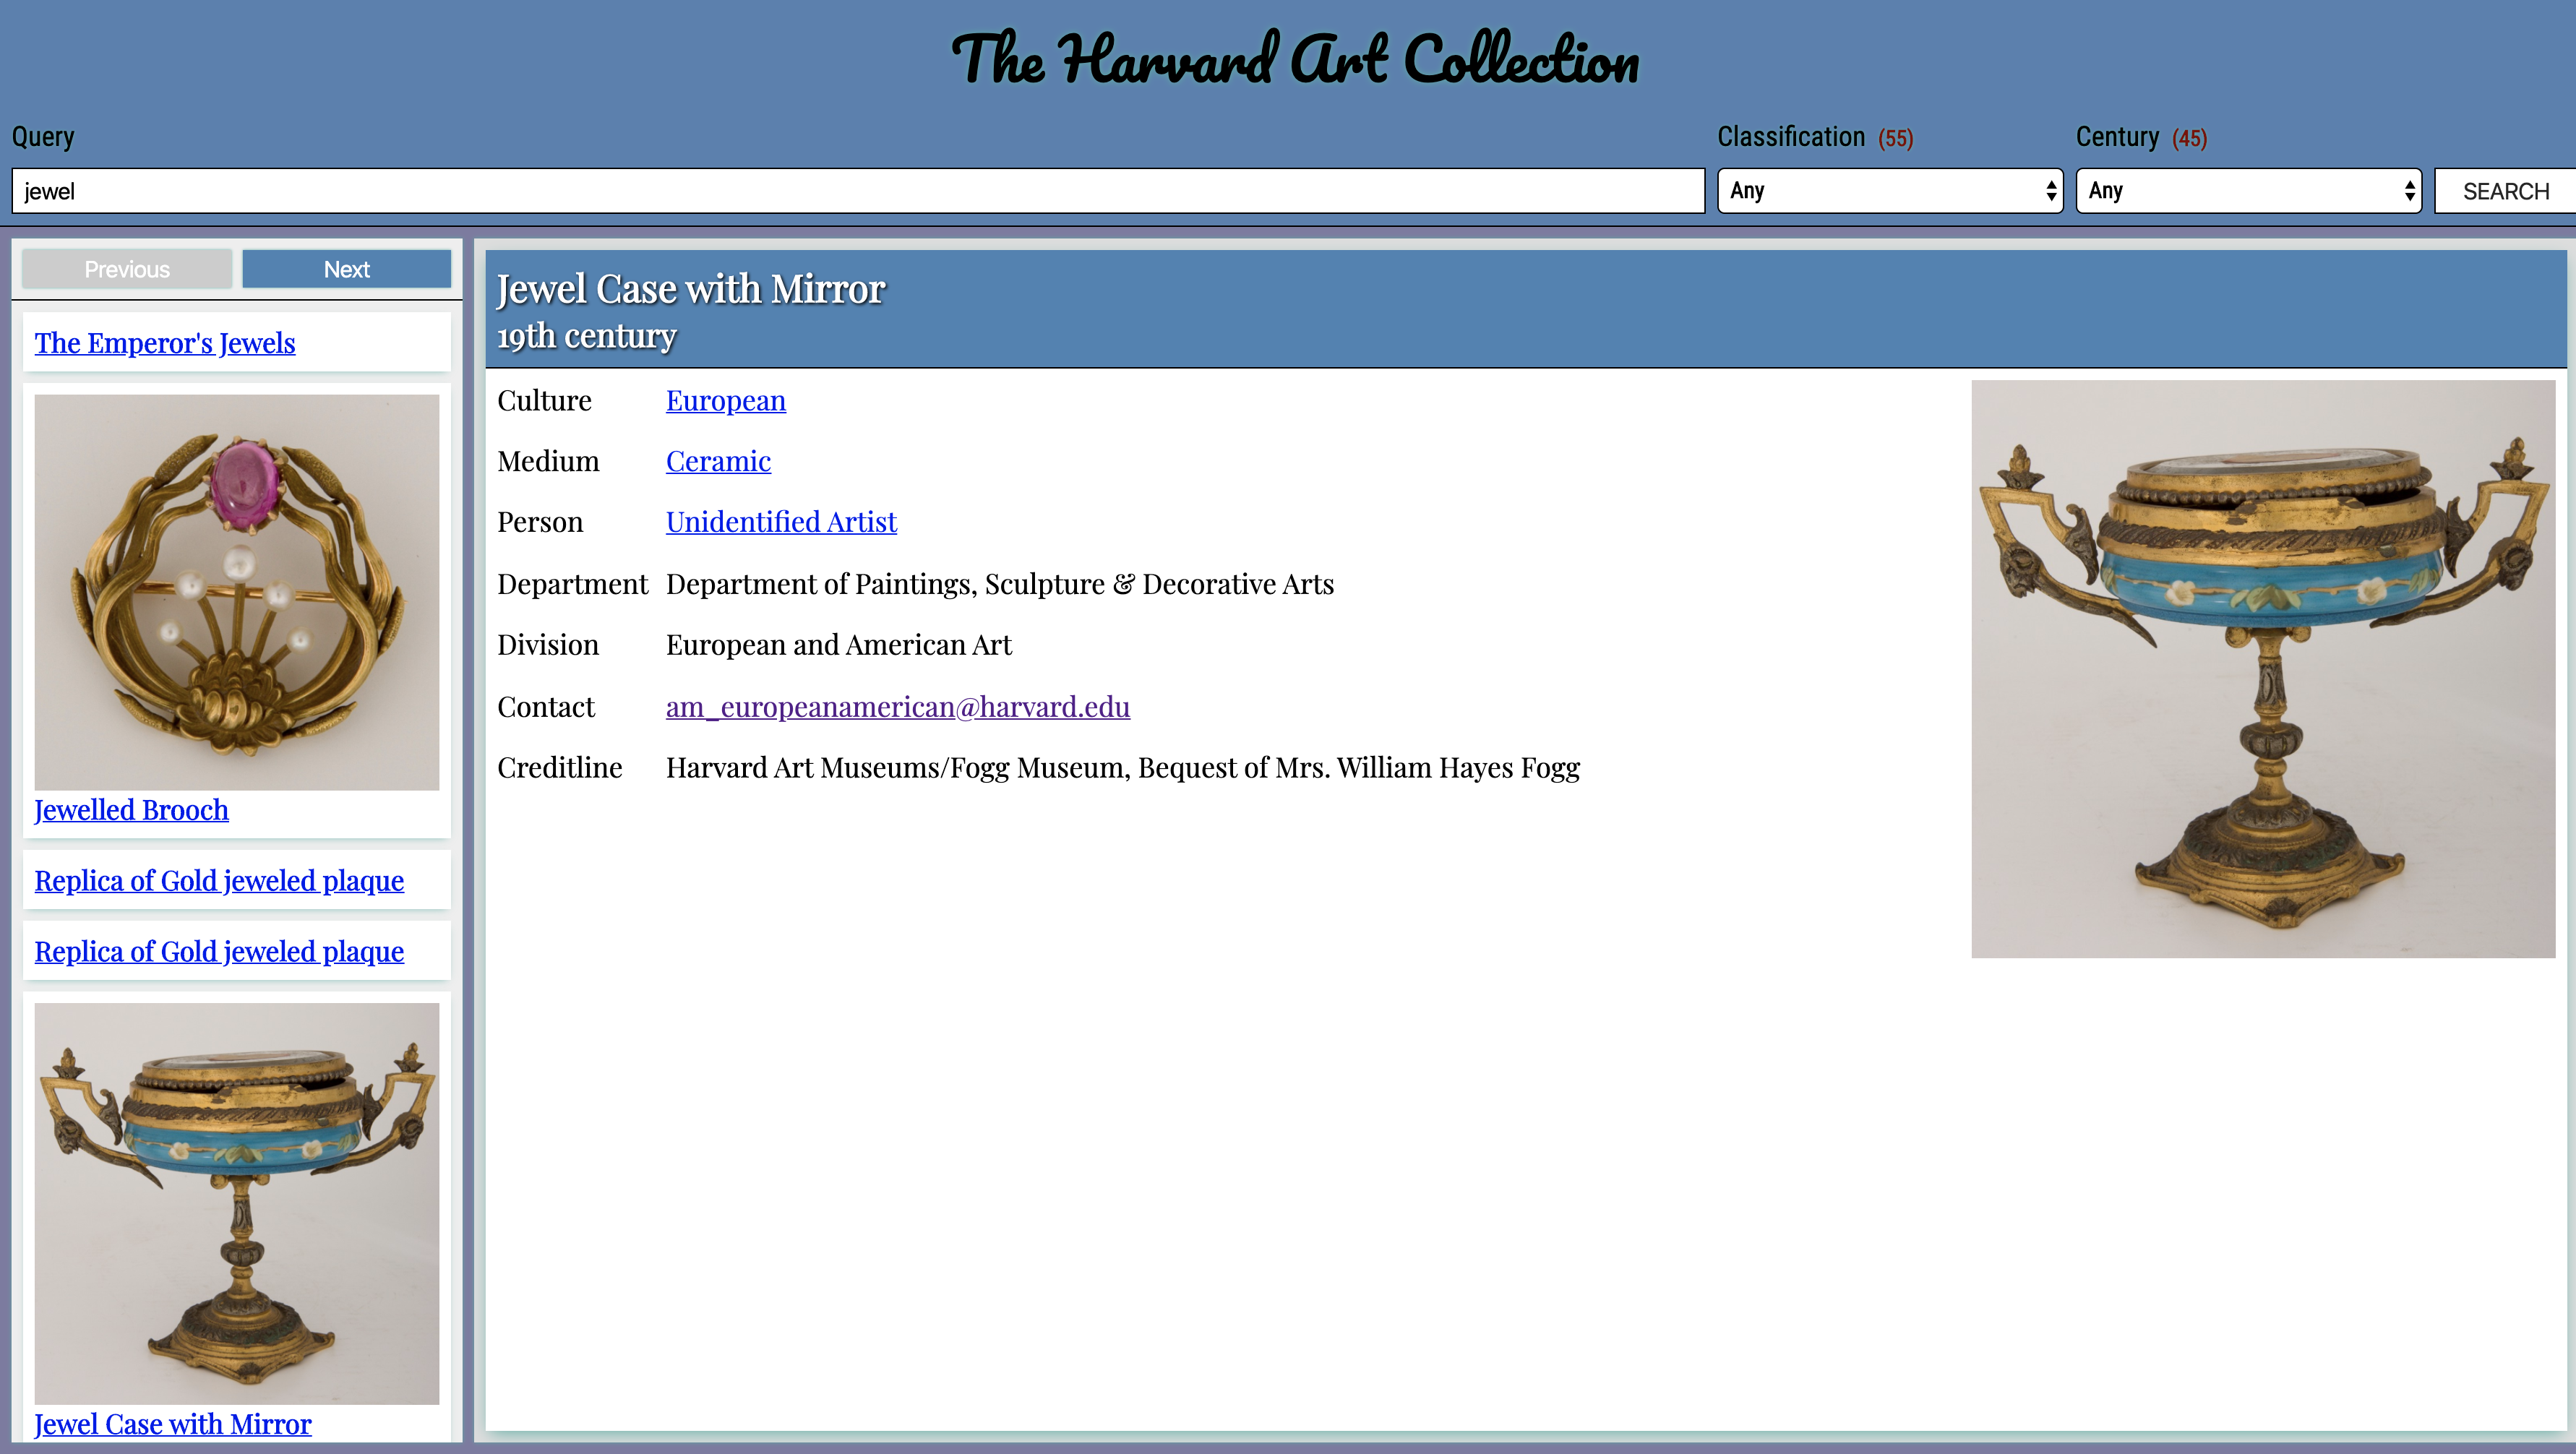 The Harvard Art Collection
Query
Classification (55)
Century (45)
jewel
Any
Any
SEARCH
Previous
Next
The Emperor's Jewels
Jewelled Brooch
Replica of Gold jeweled plaque
Replica of Gold jeweled plaque
Jewel Case with Mirror
Jewel Case with Mirror
19th century
Culture European
Medium Ceramic
Person Unidentified Artist
Department Department of Paintings, Sculpture & Decorative Arts
Division European and American Art
Contact am_europeanamerican@harvard.edu
Creditline Harvard Art Museums/Fogg Museum, Bequest of Mrs. William Hayes Fogg